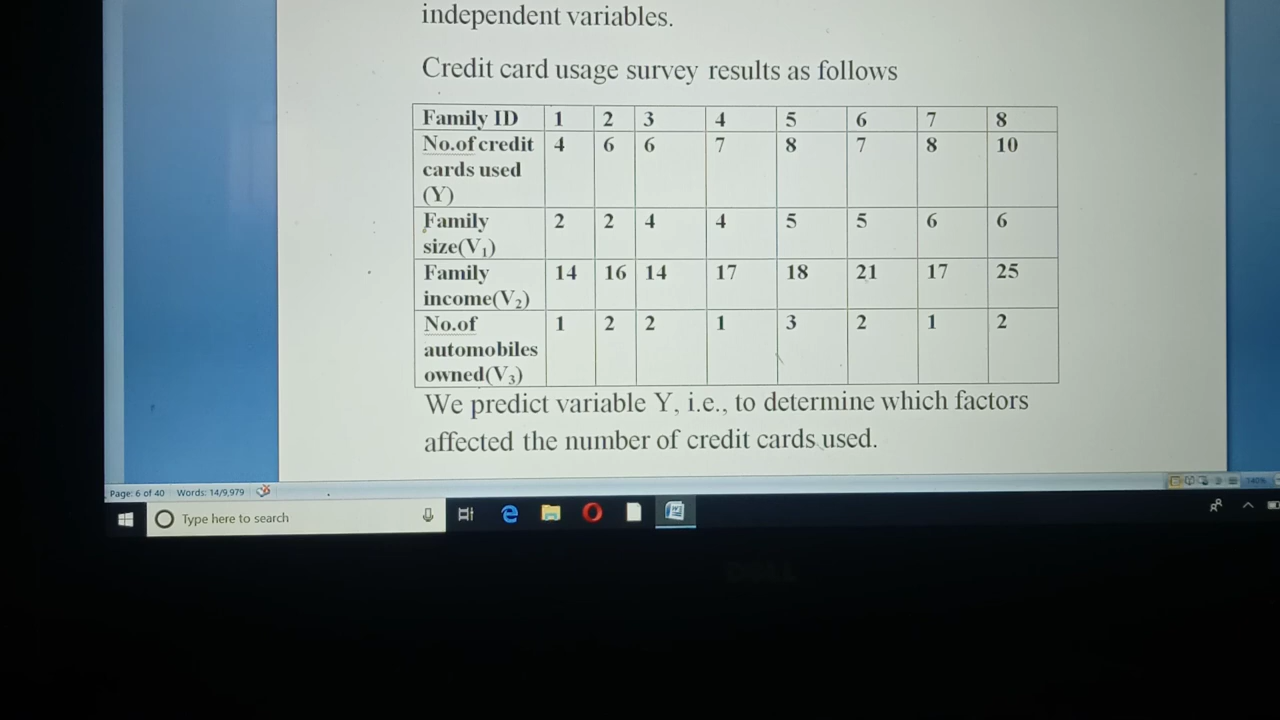 independent variables.
Credit card usage survey results as follows
Family ID 1 2 3 4 5 6 7 8
No.of credit 4 6 6 7 8 7 8 10
cards used
(Y)
Family 2 2 4 4 5 5 6 6
size(V₁)
Family 14 16 14 17 18 21 17 25
income(V₂)
No.of 1 2 2 1 3 2 1 2
automobiles
owned(V₃)
We predict variable Y, i.e., to determine which factors
affected the number of credit cards used.
Page: 6 of 40 Words: 14/9,979 140%
Type here to search
DELL